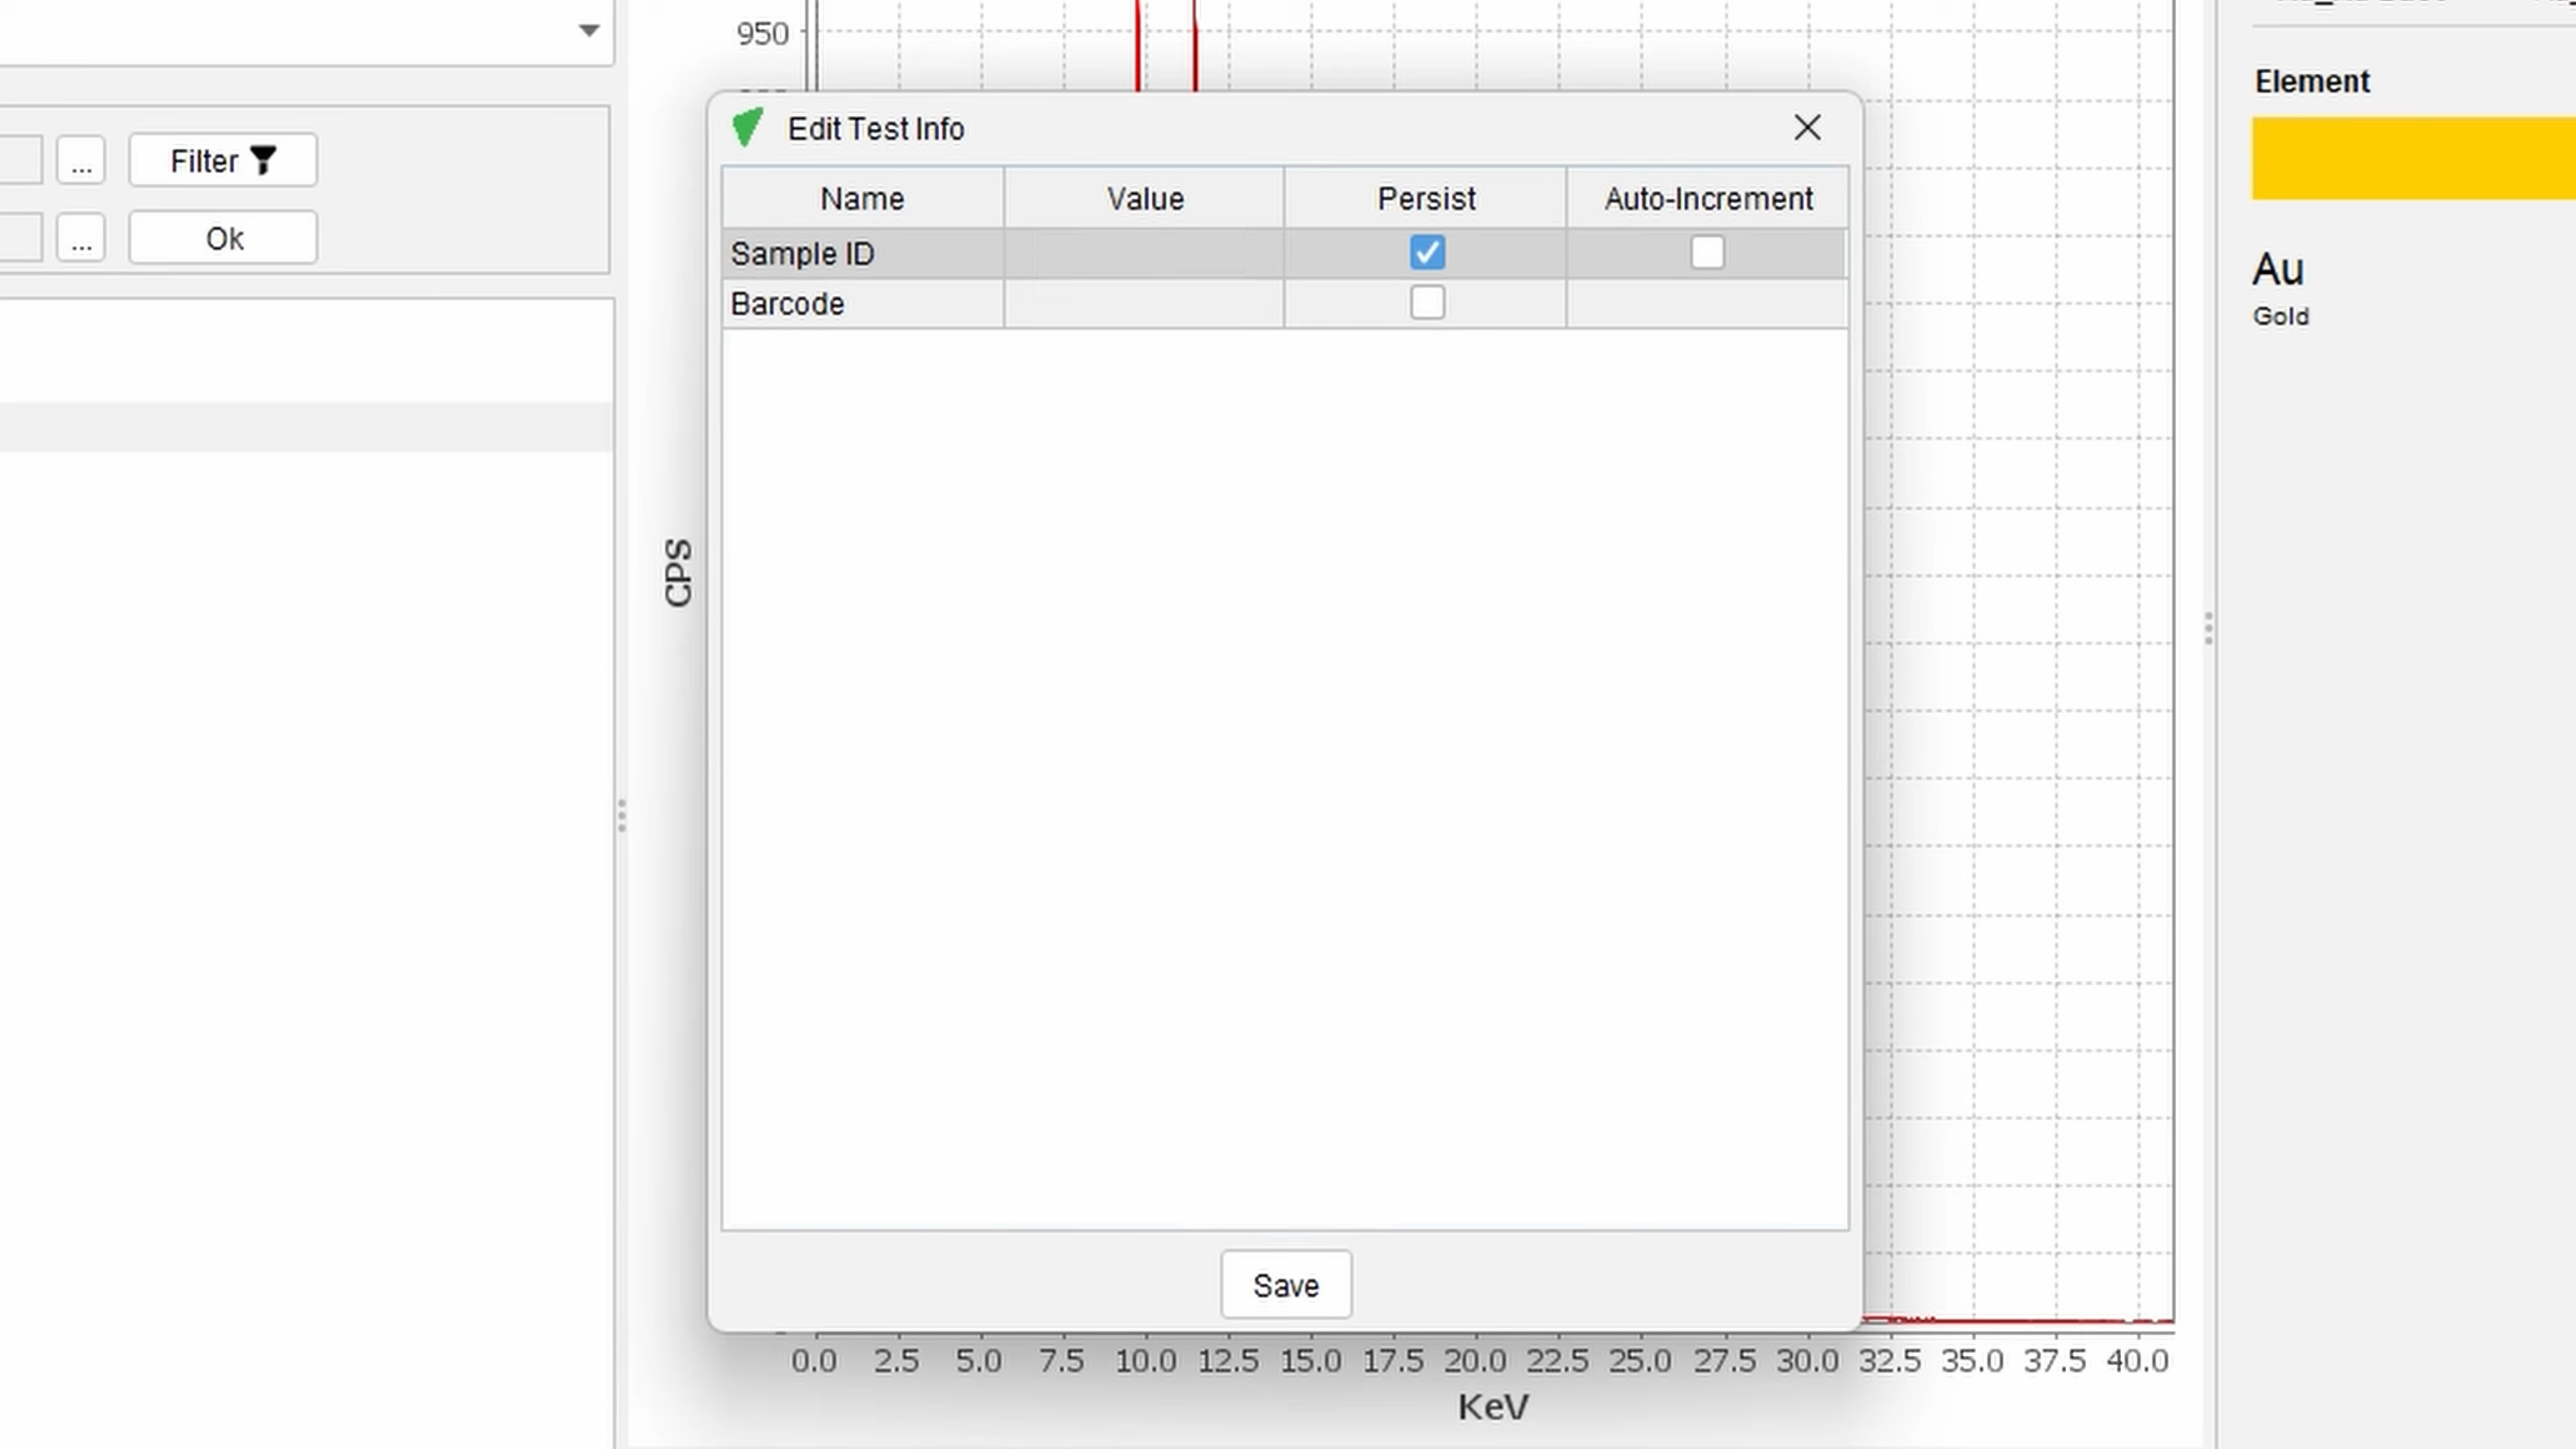 950
Element
Edit Test Info
... Filter
Name Value Persist Auto-Increment
... Ok
Sample ID
Au
Barcode
Gold
CPS
Save
0.0 2.5 5.0 7.5 10.0 12.5 15.0 17.5 20.0 22.5 25.0 27.5 30.0 32.5 35.0 37.5 40.0
KeV